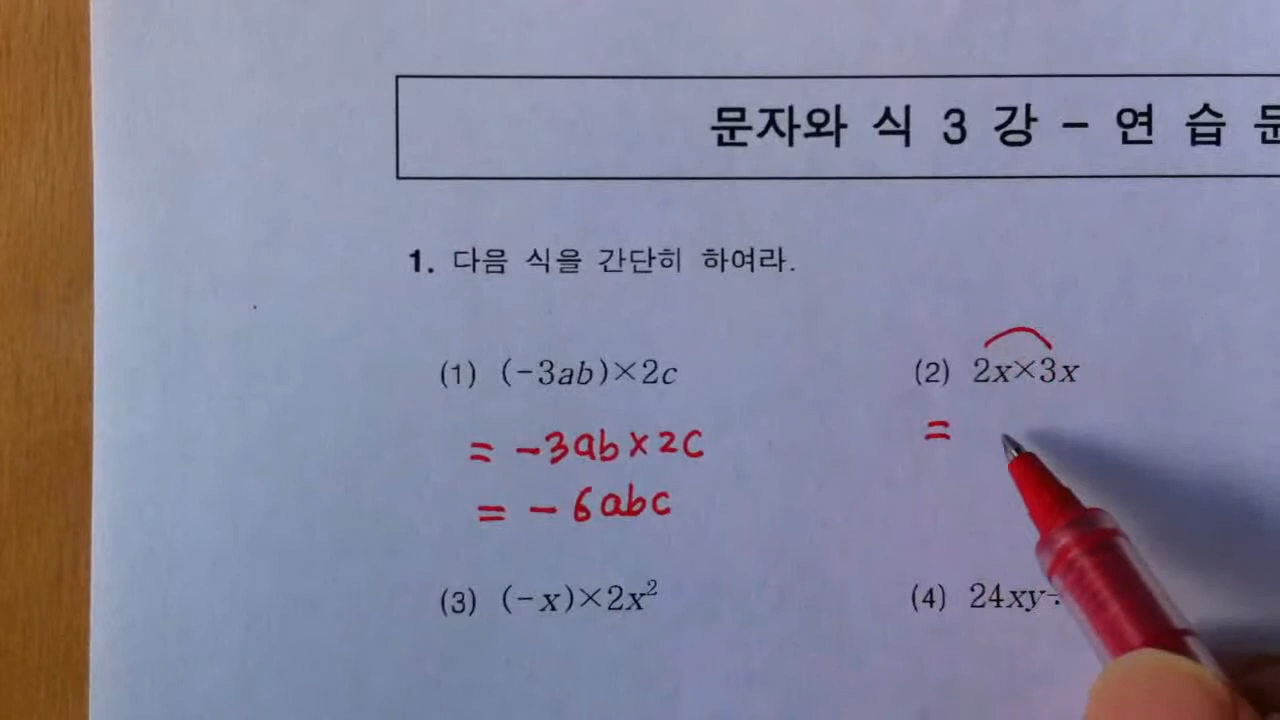 문자와 식 3 강 - 연 습
1. 다음 식을 간단히 하여라.
(1) (-3ab)×2c
(2) 2x×3x
= -3ab×2c
=
= -6abc
(3) (-x)×2x²
(4) 24xy÷